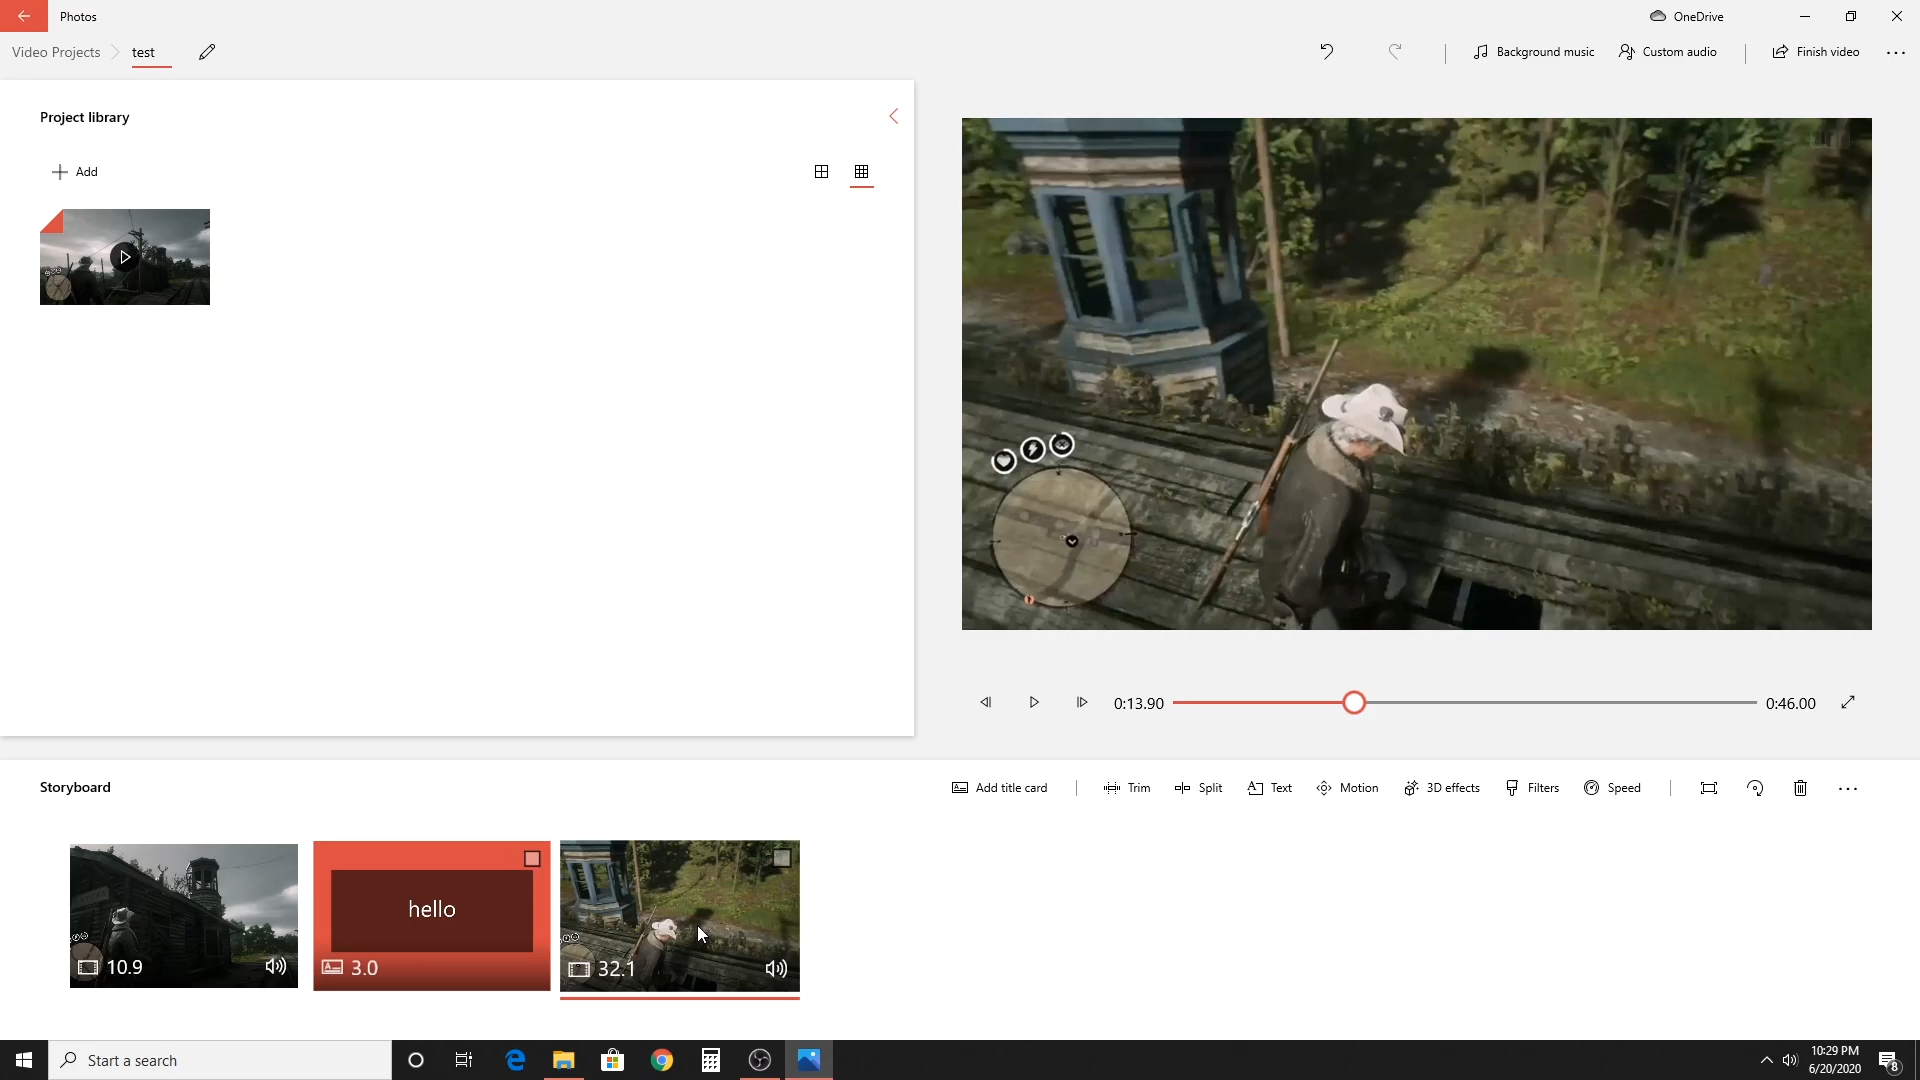 Photos
OneDrive
Video Projects
test
Background music
Custom audio
Finish video
Project library
Add
0:13.90
0:46.00
Storyboard
Add title card
Trim
Split
Text
Motion
3D effects
Filters
Speed
10.9
hello
3.0
32.1
Start a search
10:29 PM
6/20/2020
8